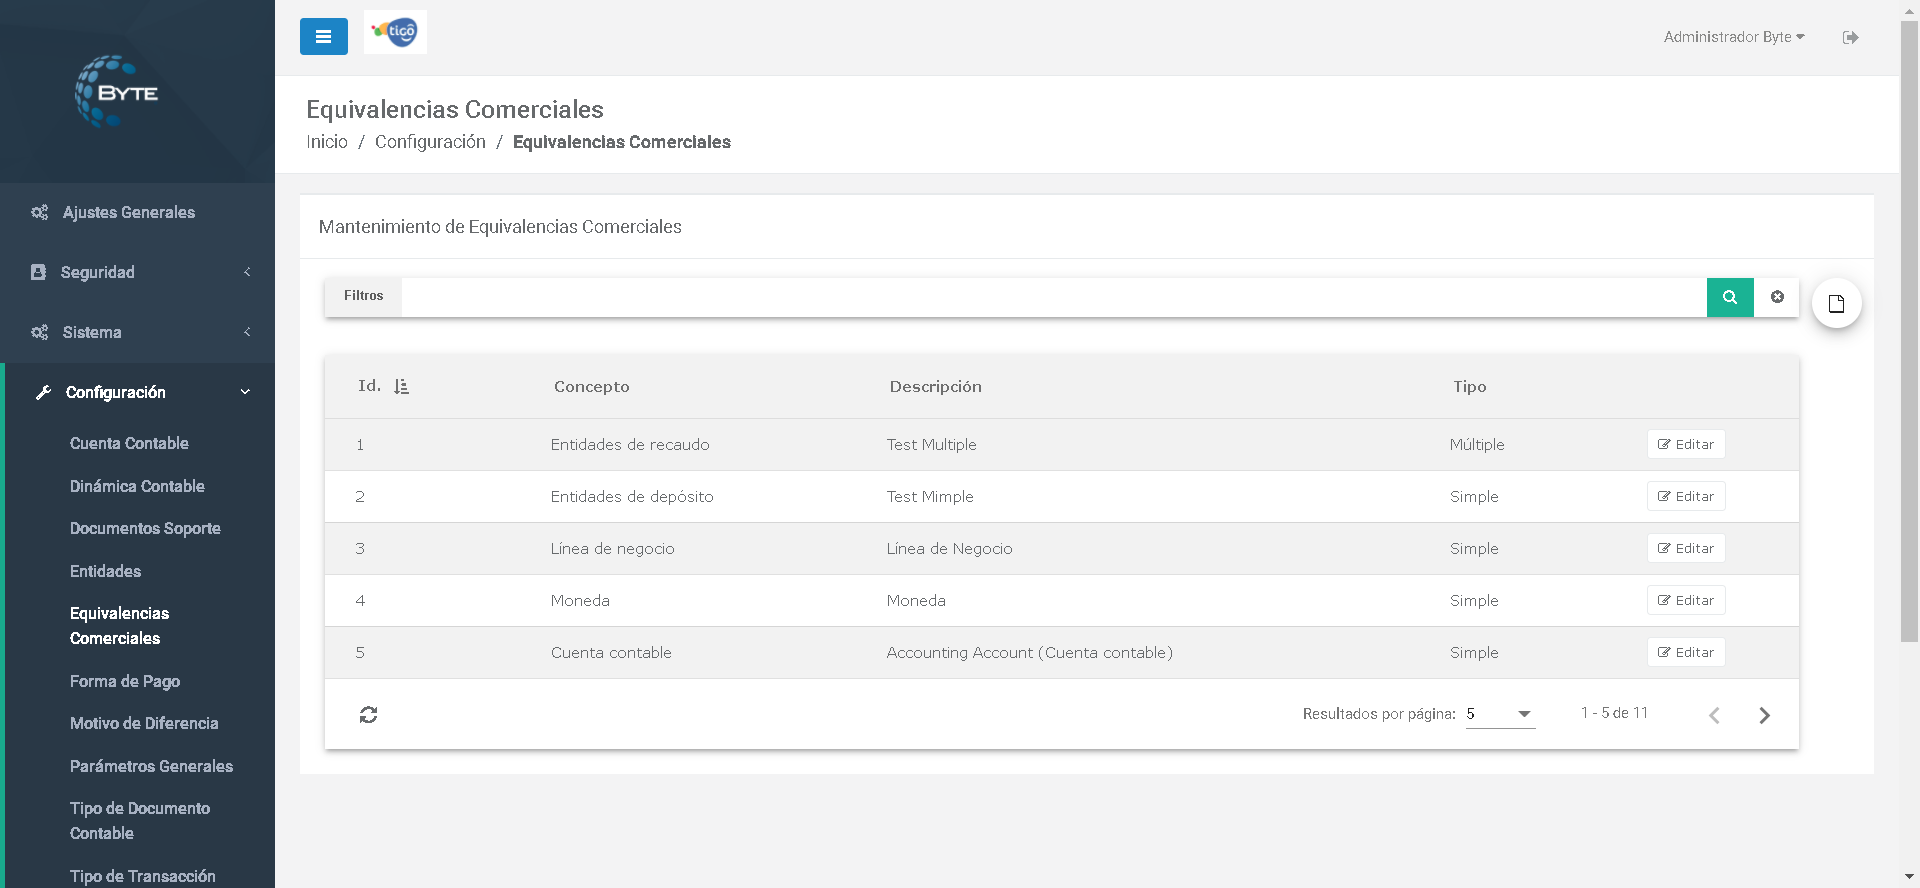 BYTE
tigo
Administrador Byte
Equivalencias Comerciales
Inicio / Configuración / Equivalencias Comerciales
Ajustes Generales
Seguridad
Sistema
Configuración
Cuenta Contable
Dinámica Contable
Documentos Soporte
Entidades
Equivalencias
Comerciales
Forma de Pago
Motivo de Diferencia
Parámetros Generales
Tipo de Documento
Contable
Tipo de Transacción
Mantenimiento de Equivalencias Comerciales
Filtros
Id. Concepto Descripción Tipo
1 Entidades de recaudo Test Multiple Múltiple Editar
2 Entidades de depósito Test Mimple Simple Editar
3 Línea de negocio Línea de Negocio Simple Editar
4 Moneda Moneda Simple Editar
5 Cuenta contable Accounting Account (Cuenta contable) Simple Editar
Resultados por página: 5 1 - 5 de 11